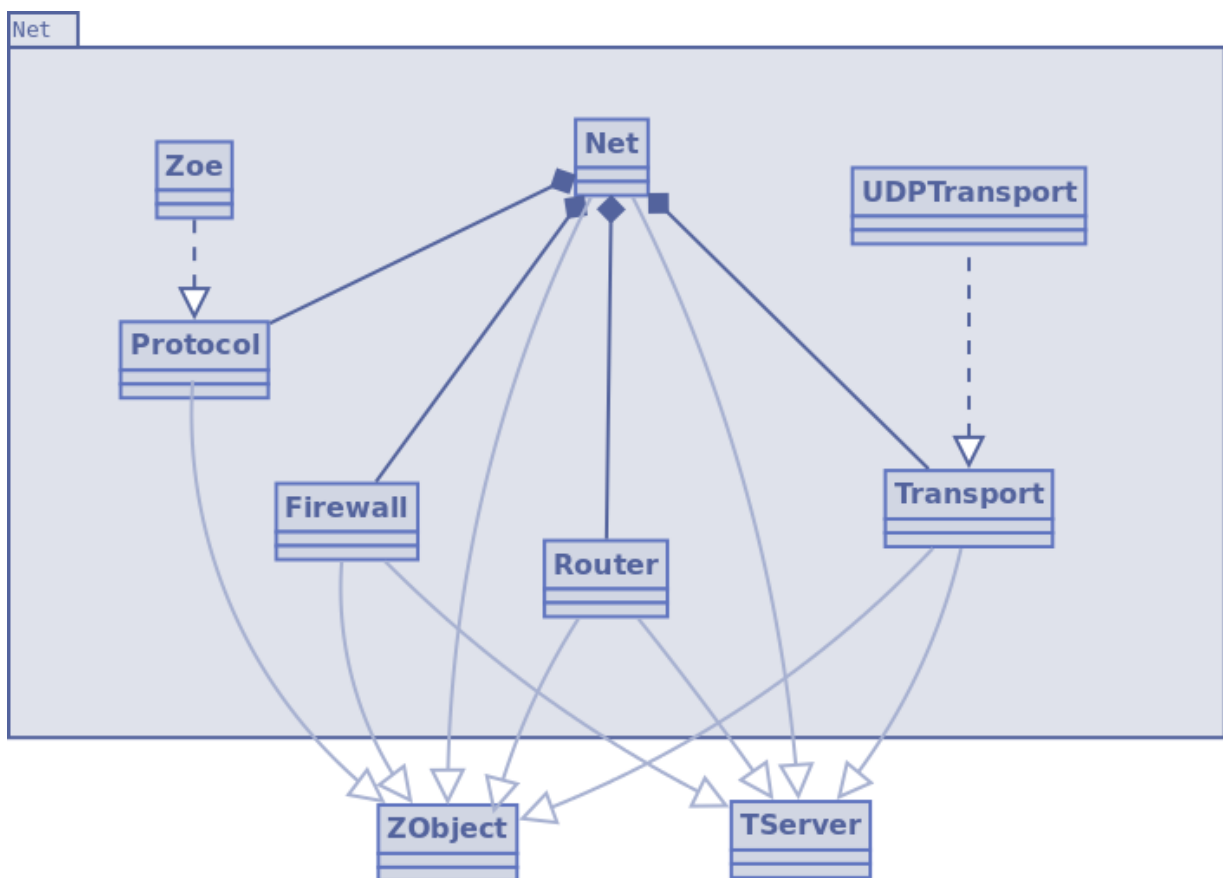 Net
Net
Zoe
UDPTransport
Protocol
Transport
Firewall
Router
TServer
ZObject